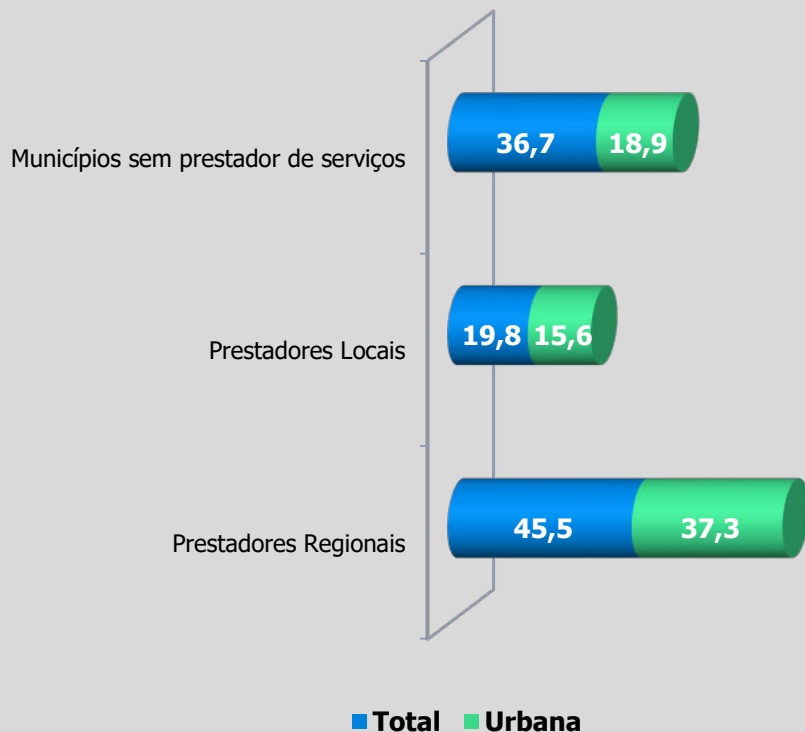 Municípios sem prestador de serviços 36,7 18,9
Prestadores Locais 19,8 15,6
Prestadores Regionais 45,5 37,3
Total Urbana